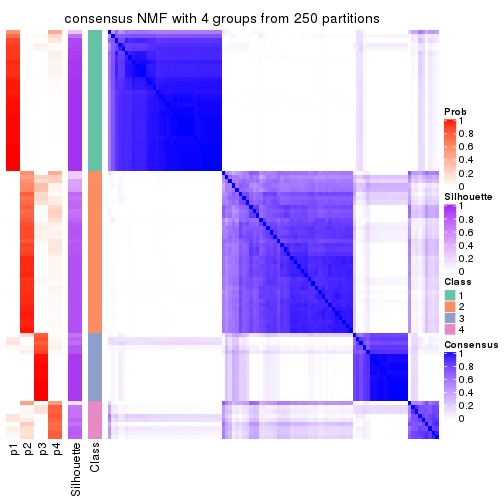 consensus NMF with 4 groups from 250 partitions
Prob
1
0.8
0.6
0.4
0.2
0
Silhouette
1
0.8
0.6
0.4
0.2
0
Class
1
2
3
4
Consensus
1
0.8
0.6
0.4
0.2
0
p1
p2
p3
p4
Silhouette
Class